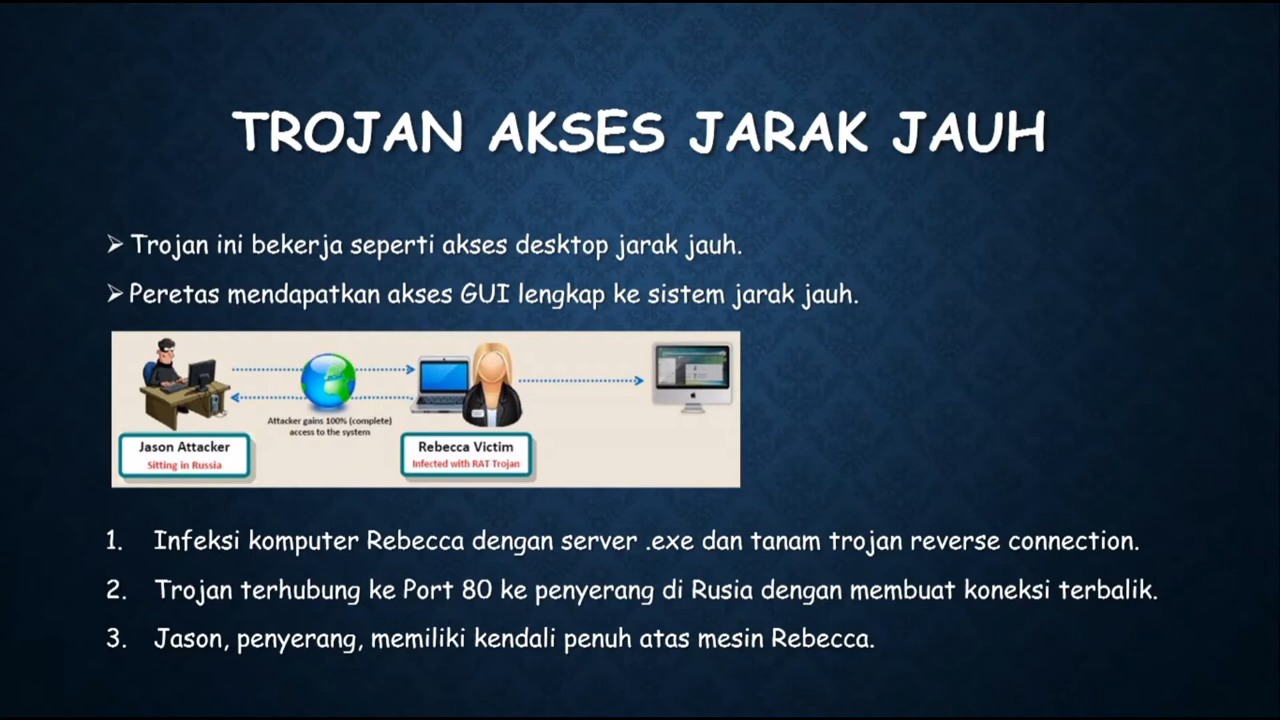 TROJAN AKSES JARAK JAUH
➢ Trojan ini bekerja seperti akses desktop jarak jauh.
➢ Peretas mendapatkan akses GUI lengkap ke sistem jarak jauh.
Attacker gains 100% (complete)
access to the system
Jason Attacker
Sitting in Russia
Rebecca Victim
Infected with RAT Trojan
1. Infeksi komputer Rebecca dengan server .exe dan tanam trojan reverse connection.
2. Trojan terhubung ke Port 80 ke penyerang di Rusia dengan membuat koneksi terbalik.
3. Jason, penyerang, memiliki kendali penuh atas mesin Rebecca.